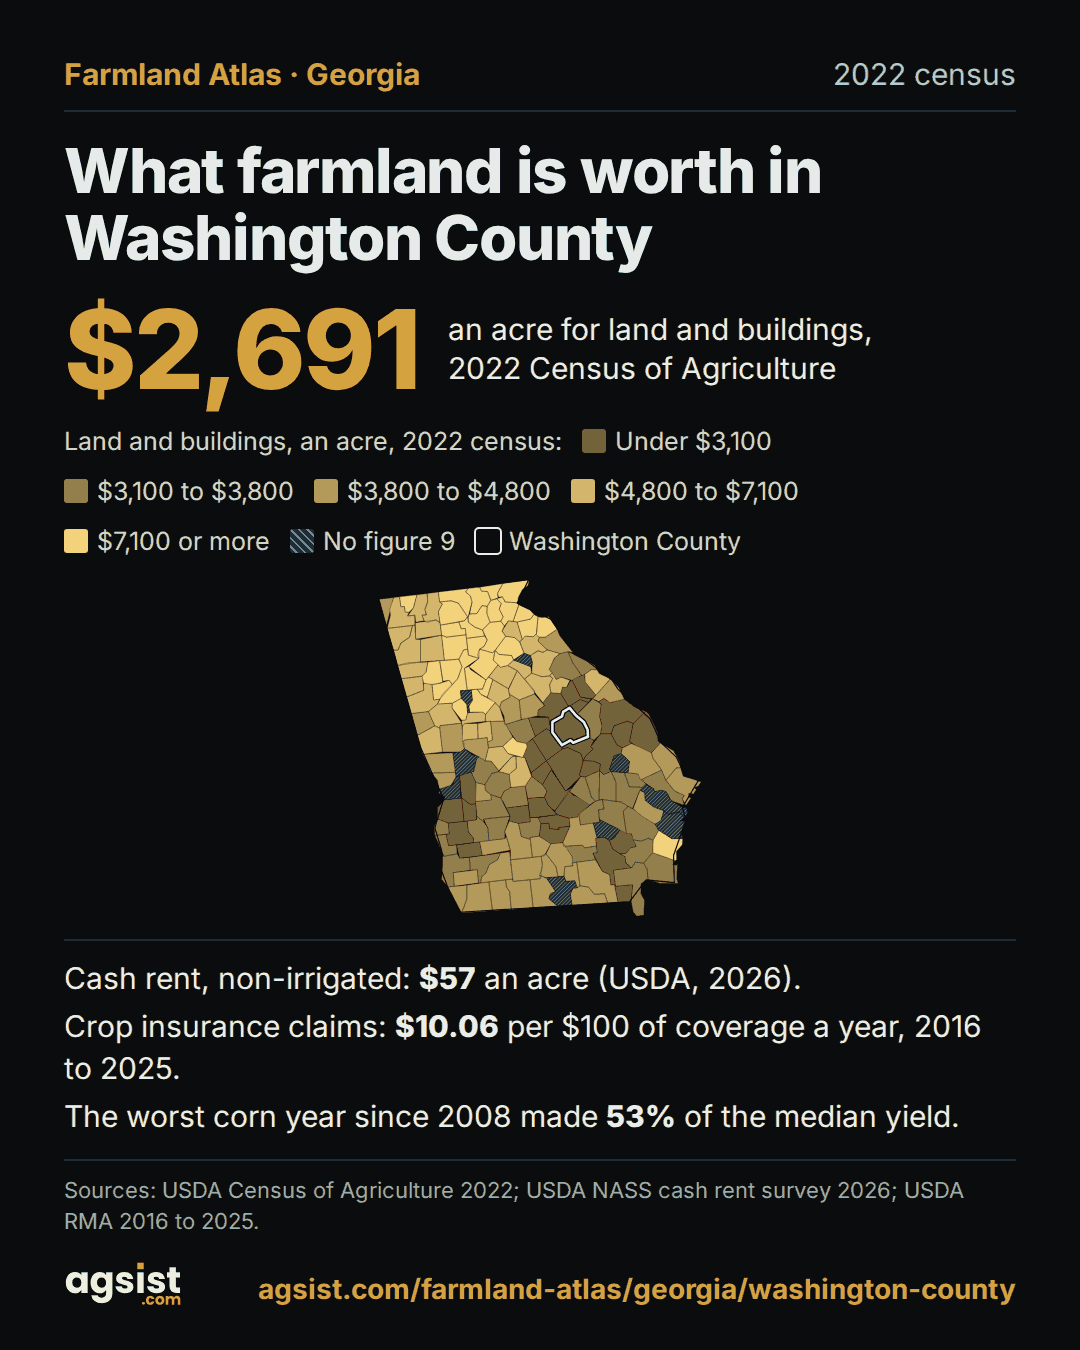 Farmland Atlas · Georgia
2022 census
What farmland is worth in
Washington County
$2,691
an acre for land and buildings,
2022 Census of Agriculture
Land and buildings, an acre, 2022 census: Under $3,100
$3,100 to $3,800 $3,800 to $4,800 $4,800 to $7,100
$7,100 or more No figure 9 Washington County
Cash rent, non-irrigated: $57 an acre (USDA, 2026).
Crop insurance claims: $10.06 per $100 of coverage a year, 2016
to 2025.
The worst corn year since 2008 made 53% of the median yield.
Sources: USDA Census of Agriculture 2022; USDA NASS cash rent survey 2026; USDA
RMA 2016 to 2025.
agsist
.com
agsist.com/farmland-atlas/georgia/washington-county